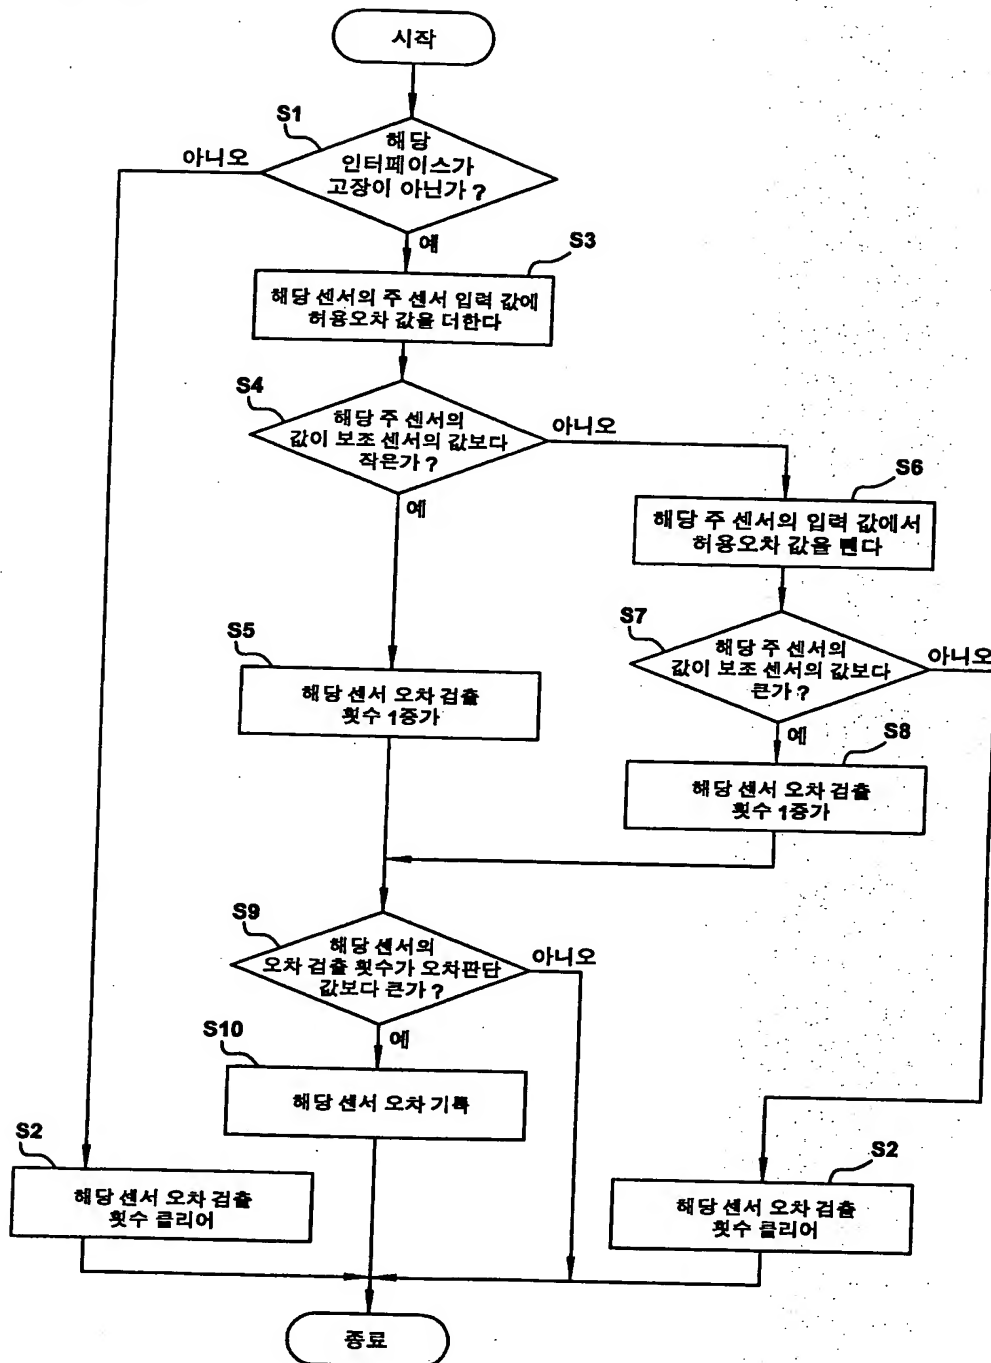 시작
S1
해당
인터페이스가
고장이 아닌가 ?
아니오
예
S3
해당 센서의 주 센서 입력 값에
허용오차 값을 더한다
S4
해당 주 센서의
값이 보조 센서의 값보다
작은가 ?
아니오
예
S6
해당 주 센서의 입력 값에서
허용오차 값을 뺀다
S7
해당 주 센서의
값이 보조 센서의 값보다
큰가 ?
아니오
예
S5
해당 센서 오차 검출
횟수 1증가
S8
해당 센서 오차 검출
횟수 1증가
S9
해당 센서의
오차 검출 횟수가 오차판단
값보다 큰가 ?
아니오
예
S10
해당 센서 오차 기록
S2
해당 센서 오차 검출
횟수 클리어
S2
해당 센서 오차 검출
횟수 클리어
종료